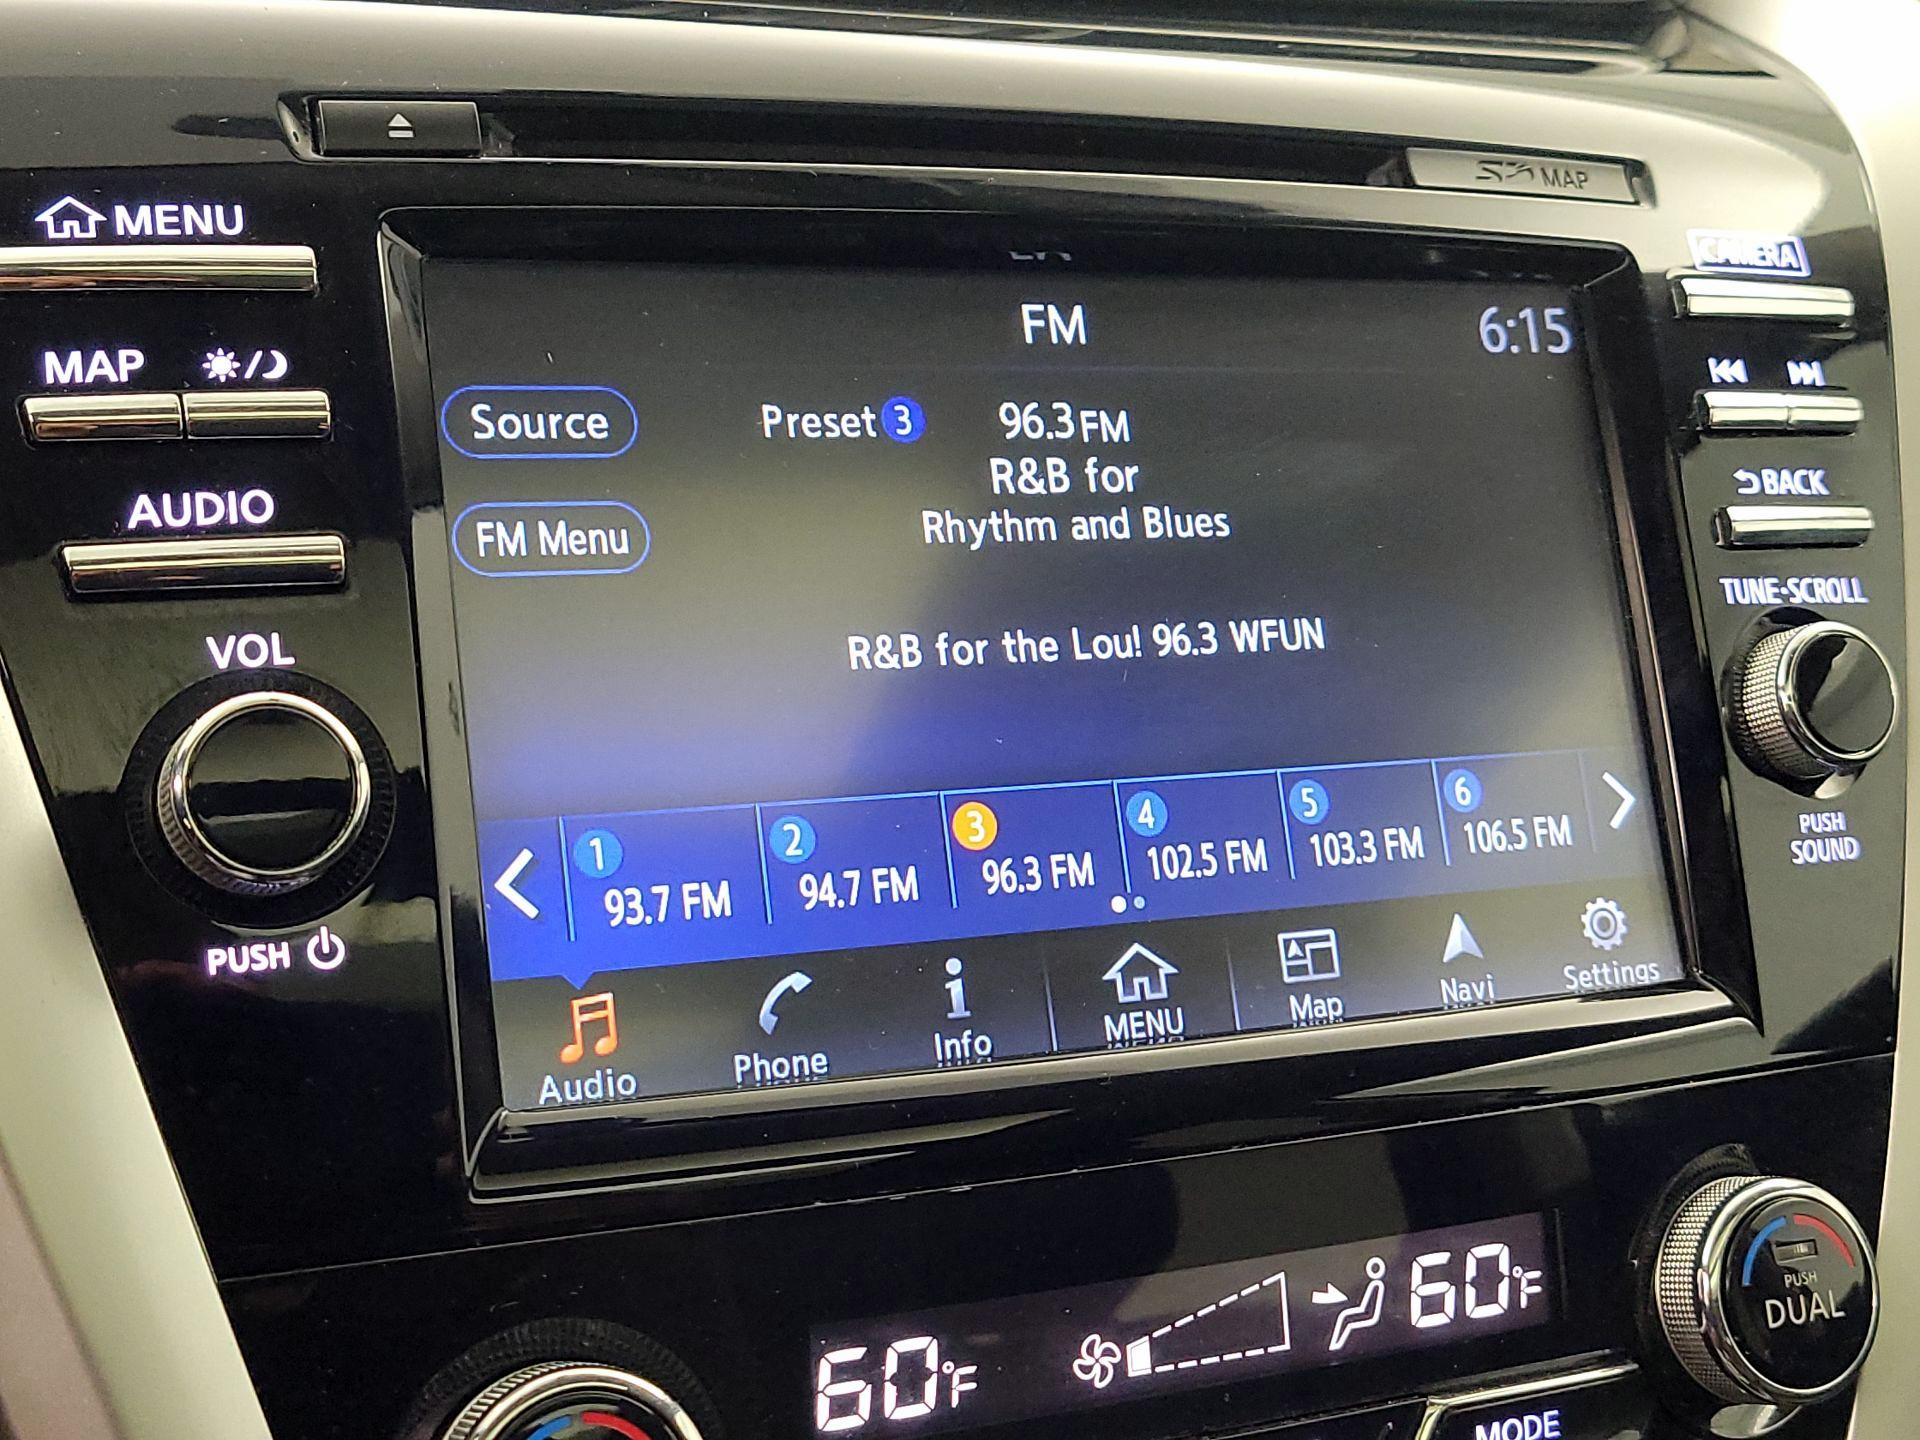 MAP
MENU
CAMERA
MAP
FM
6:15
Source
Preset 3 96.3 FM
R&B for
BACK
AUDIO
FM Menu
Rhythm and Blues
TUNE·SCROLL
VOL
R&B for the Lou! 96.3 WFUN
1 93.7 FM
2 94.7 FM
3 96.3 FM
4 102.5 FM
5 103.3 FM
6 106.5 FM
PUSH
SOUND
PUSH
Audio
Phone
Info
MENU
Map
Navi
Settings
60°F
60°F
PUSH
DUAL
MODE